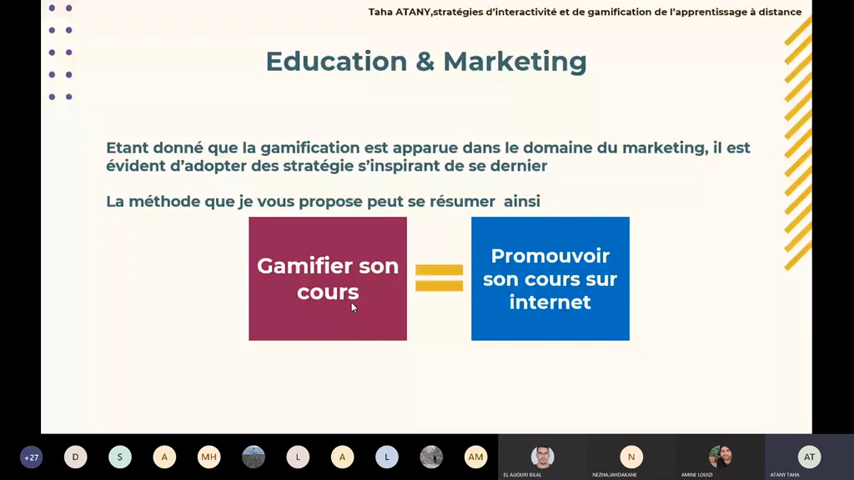 Taha ATANY,stratégies d'interactivité et de gamification de l'apprentissage à distance
Education & Marketing
Etant donné que la gamification est apparue dans le domaine du marketing, il est
évident d'adopter des stratégie s'inspirant de se dernier
La méthode que je vous propose peut se résumer ainsi
Gamifier son
cours
Promouvoir
son cours sur
internet
+27
D
S
A
MH
L
A
L
AM
N
AT
EL AJOURI BILAL
NEZHAJAHDAKANE
AMINE LOUIZI
ATANY TAHA